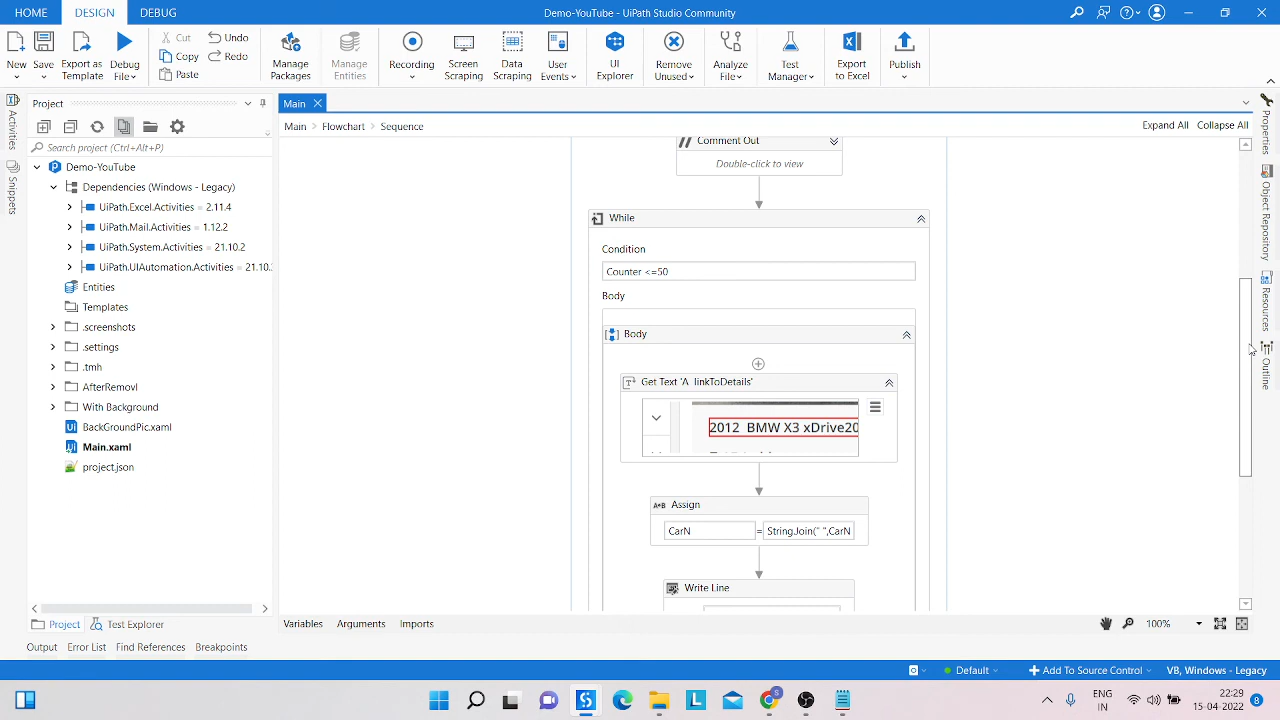 HOME
DESIGN
DEBUG
Demo-YouTube - UiPath Studio Community
New
Save
Export as Template
Debug File
Cut
Copy
Paste
Undo
Redo
Manage Packages
Manage Entities
Recording
Screen Scraping
Data Scraping
User Events
UI Explorer
Remove Unused
Analyze File
Test Manager
Export to Excel
Publish
Activities
Snippets
Project
Search project (Ctrl+Alt+P)
Demo-YouTube
Dependencies (Windows - Legacy)
UiPath.Excel.Activities = 2.11.4
UiPath.Mail.Activities = 1.12.2
UiPath.System.Activities = 21.10.2
UiPath.UIAutomation.Activities = 21.10.
Entities
Templates
.screenshots
.settings
.tmh
AfterRemovl
With Background
BackGroundPic.xaml
Main.xaml
project.json
Project
Test Explorer
Main
Main > Flowchart > Sequence
Expand All
Collapse All
// Comment Out
Double-click to view
While
Condition
Counter <=50
Body
Body
Get Text 'A linkToDetails'
2012 BMW X3 xDrive20
A*B Assign
CarN = String.Join(" ",CarN
Write Line
Variables
Arguments
Imports
100%
Properties
Object Repository
Resources
Outline
Output
Error List
Find References
Breakpoints
Default
Add To Source Control
VB, Windows - Legacy
ENG
IN
22:29
15-04-2022
8